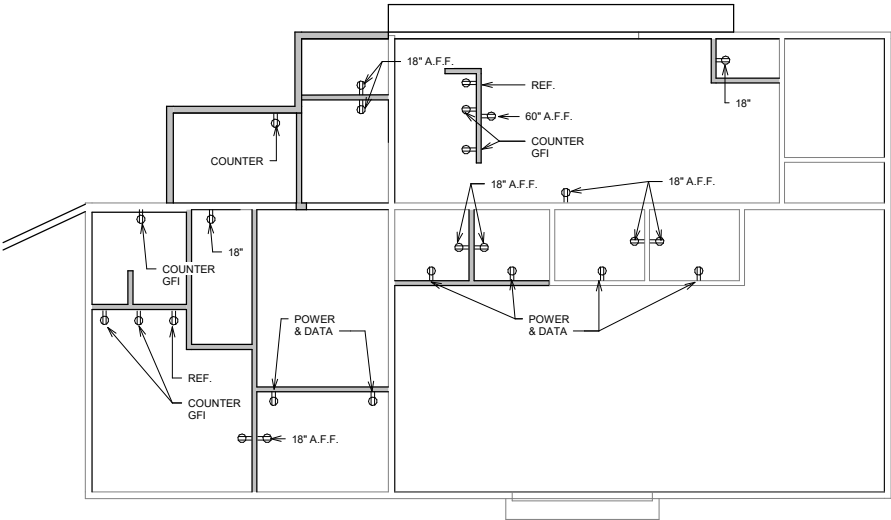 18" A.F.F.
REF.
18"
60" A.F.F.
COUNTER
GFI
COUNTER
18" A.F.F.
18" A.F.F.
18"
COUNTER
GFI
POWER
& DATA
POWER
& DATA
REF.
COUNTER
GFI
18" A.F.F.